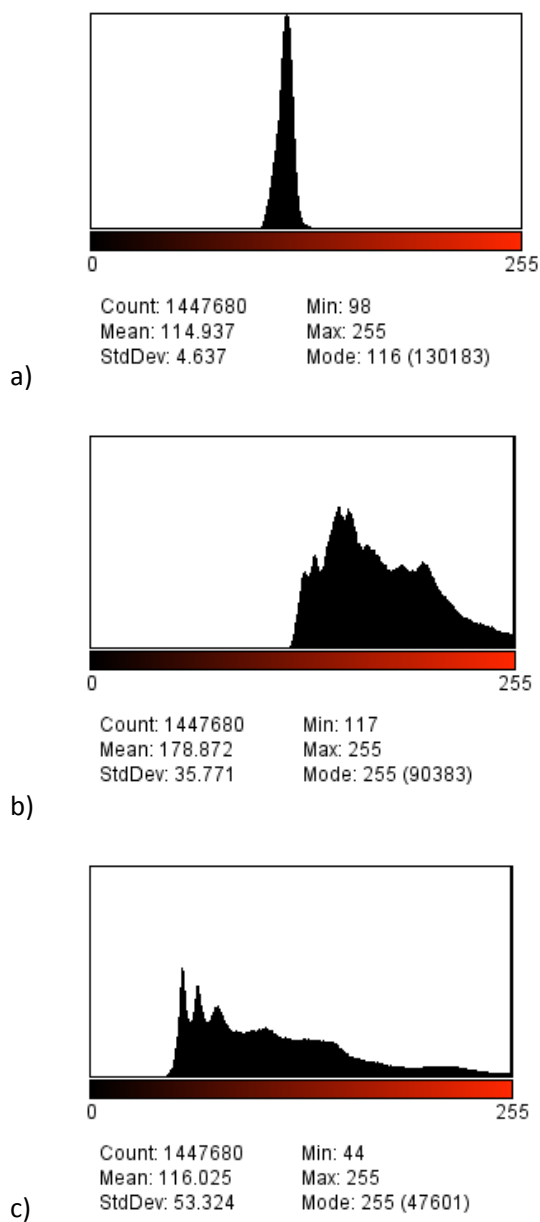 0 255
Count: 1447680 Min: 98
Mean: 114.937 Max: 255
StdDev: 4.637 Mode: 116 (130183)
a)
0 255
Count: 1447680 Min: 117
Mean: 178.872 Max: 255
StdDev: 35.771 Mode: 255 (90383)
b)
0 255
Count: 1447680 Min: 44
Mean: 116.025 Max: 255
StdDev: 53.324 Mode: 255 (47601)
c)